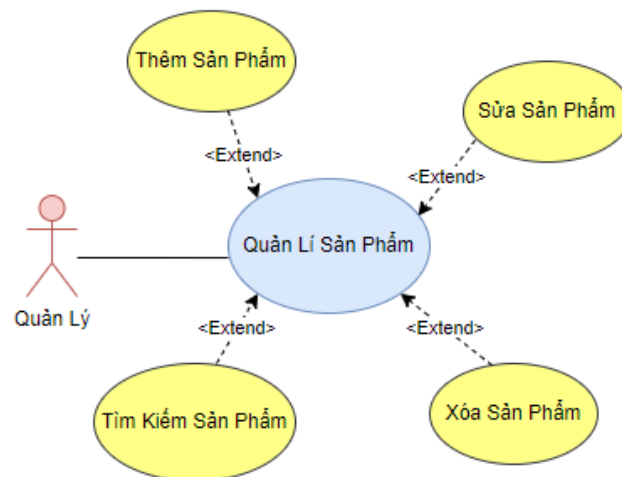 Thêm Sản Phẩm
Sửa Sản Phẩm
<Extend>
<Extend>
Quản Lí Sản Phẩm
Quản Lý
<Extend>
<Extend>
Tìm Kiếm Sản Phẩm
Xóa Sản Phẩm